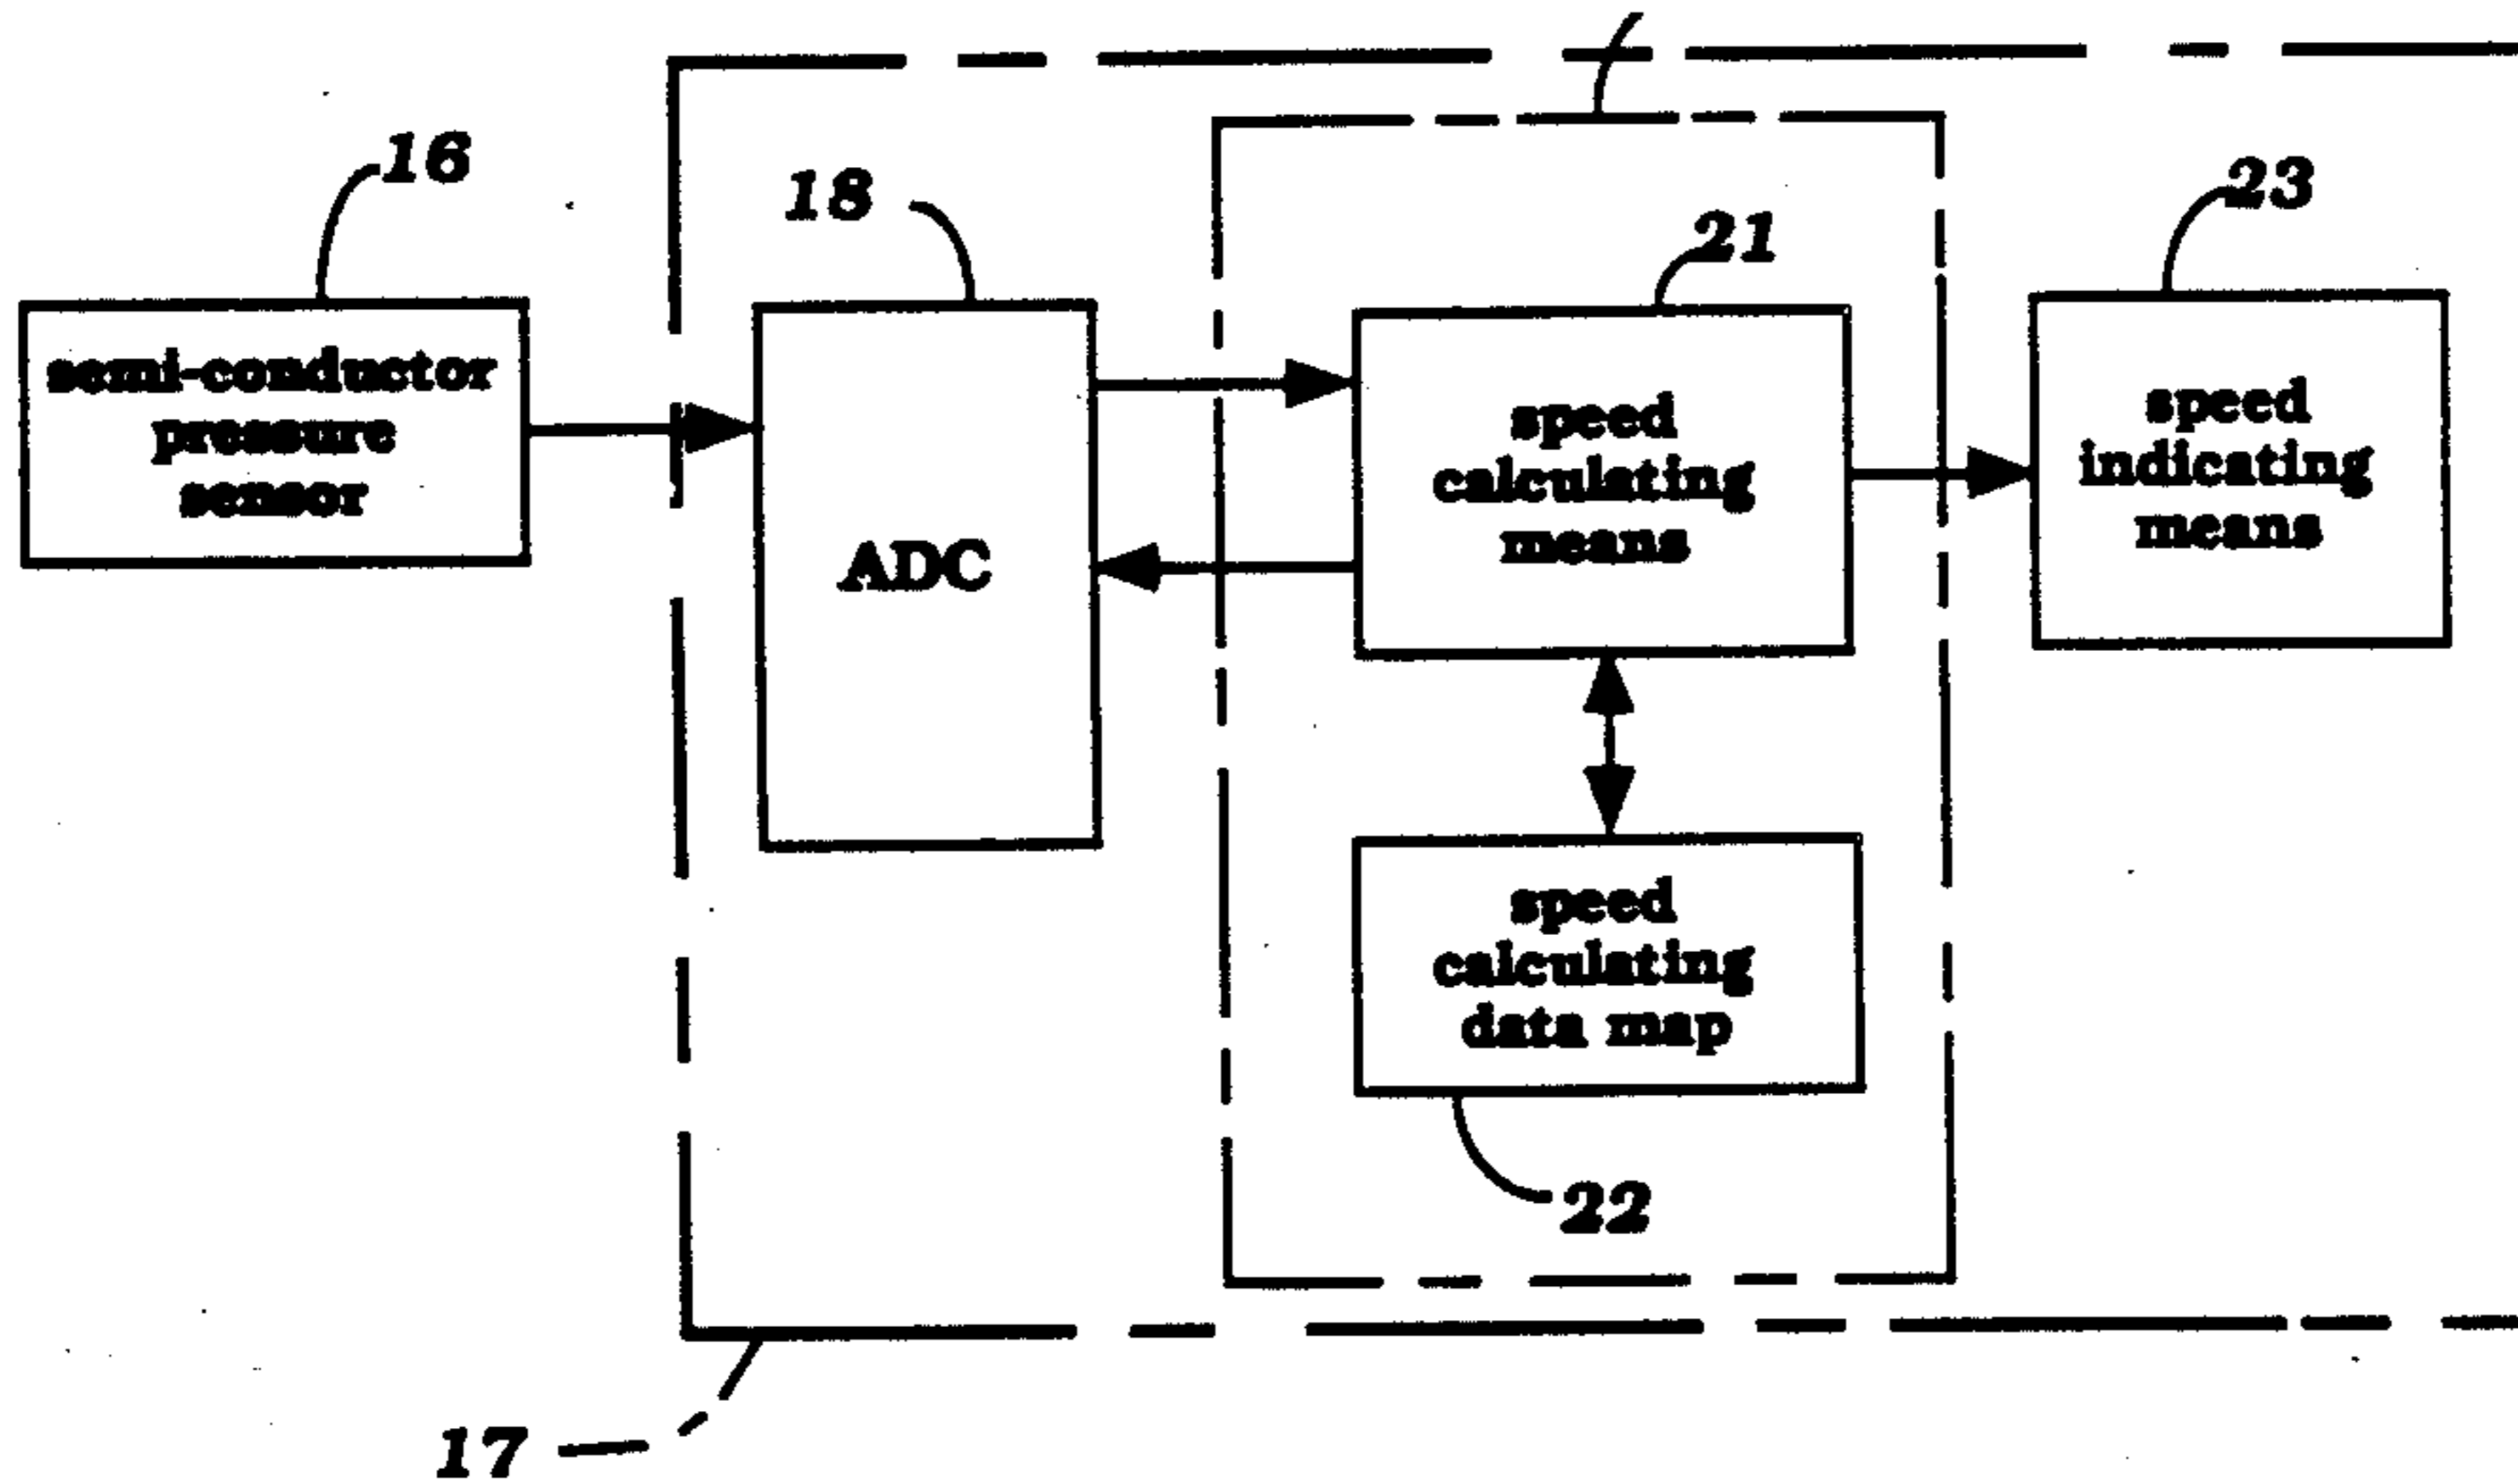 16
18
21
23
semi-conductor
pressure
sensor
ADC
speed
calculating
means
speed
indicating
means
speed
calculating
data map
22
17